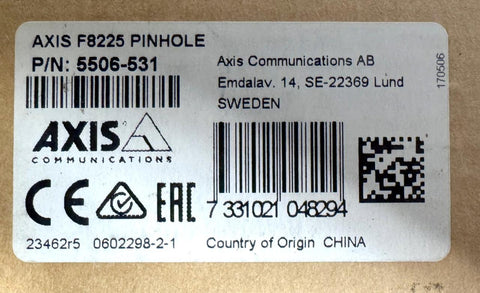 AXIS F8225 PINHOLE
P/N: 5506-531
Axis Communications AB
Emdalav. 14, SE-22369 Lund
SWEDEN
170506
AXIS
COMMUNICATIONS
CE
EAC
7 331021 048294
23462r5 0602298-2-1
Country of Origin CHINA